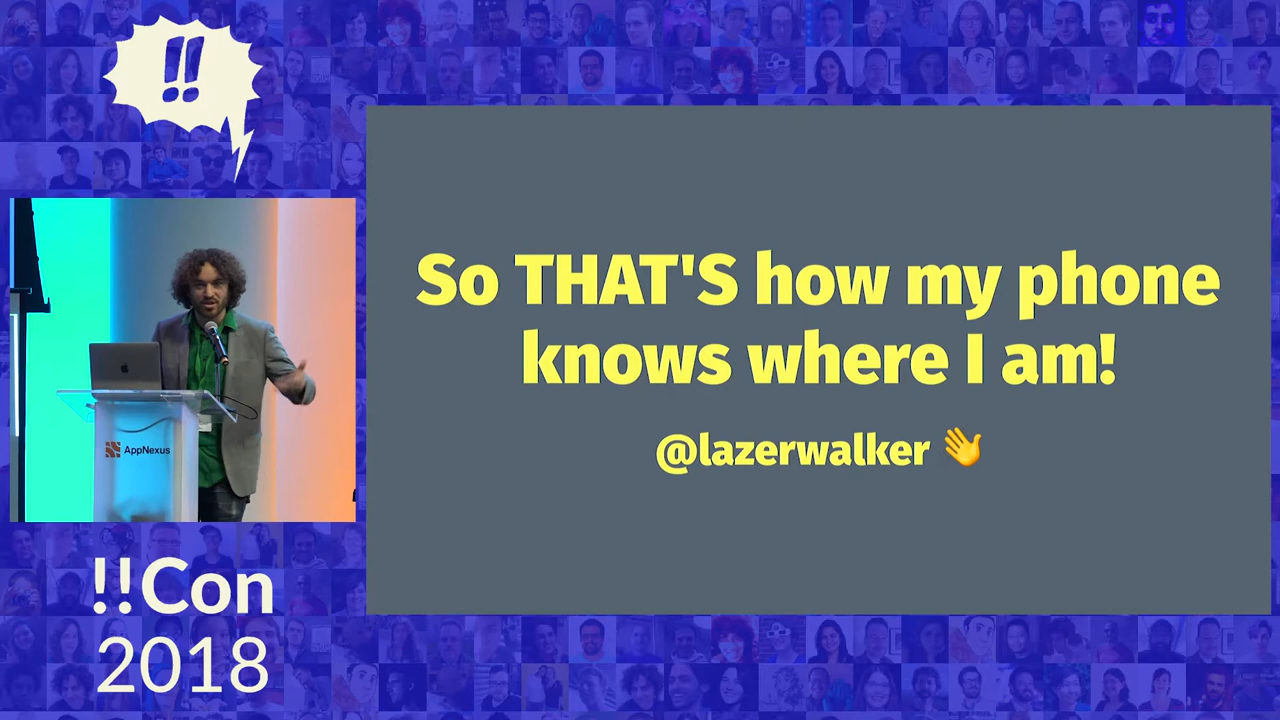 !!
So THAT'S how my phone
knows where I am!
@lazerwalker 👋
AppNexus
!!Con
2018